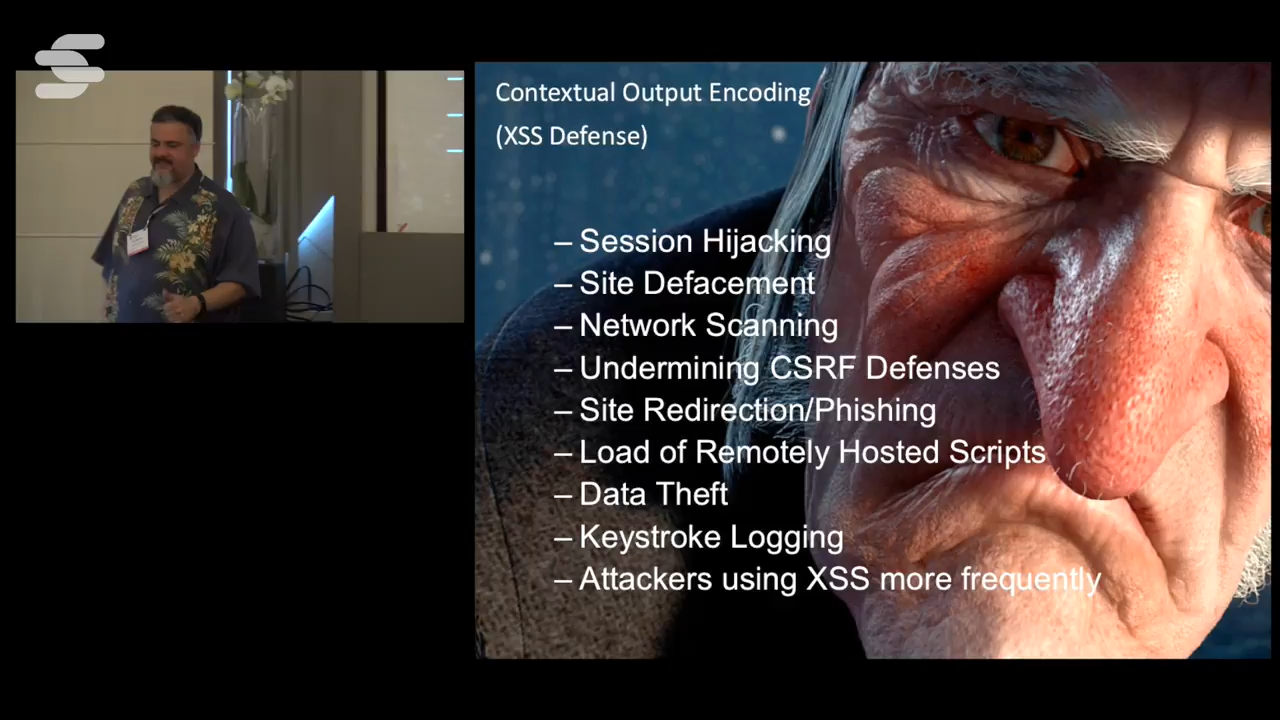 Contextual Output Encoding
(XSS Defense)
– Session Hijacking
– Site Defacement
– Network Scanning
– Undermining CSRF Defenses
– Site Redirection/Phishing
– Load of Remotely Hosted Scripts
– Data Theft
– Keystroke Logging
– Attackers using XSS more frequently